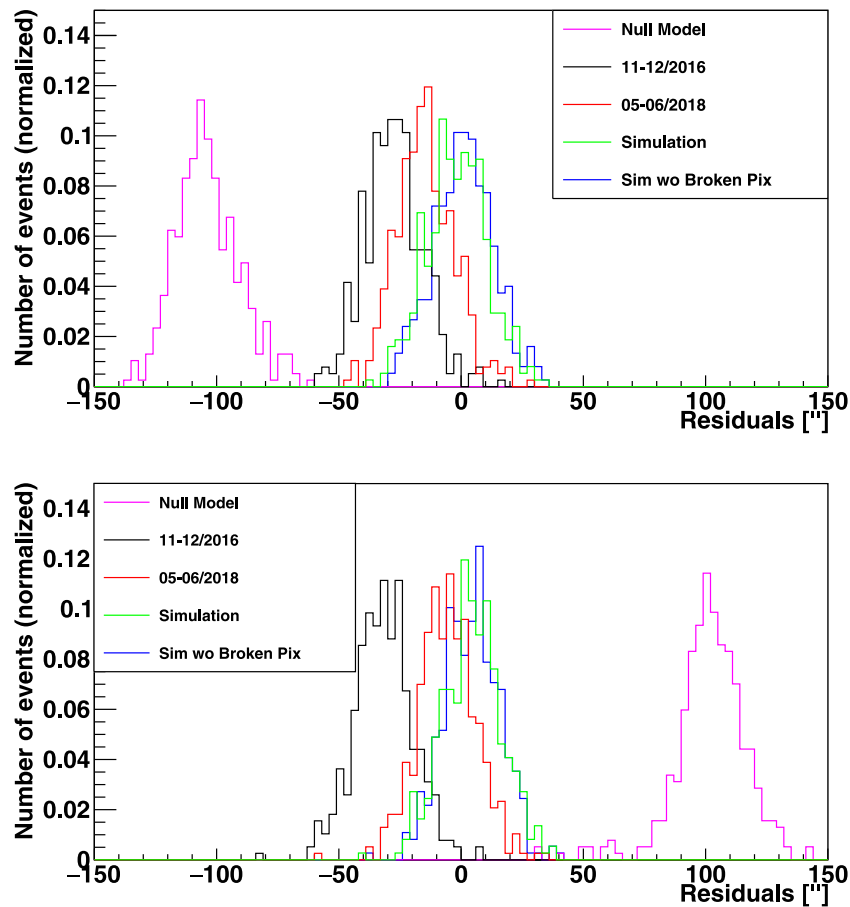 Number of events (normalized)
0.14
0.12
0.1
0.08
0.06
0.04
0.02
0
Null Model
11-12/2016
05-06/2018
Simulation
Sim wo Broken Pix
−150 −100 −50 0 50 100 150
Residuals ["]
Number of events (normalized)
0.14
0.12
0.1
0.08
0.06
0.04
0.02
0
Null Model
11-12/2016
05-06/2018
Simulation
Sim wo Broken Pix
−150 −100 −50 0 50 100 150
Residuals ["]